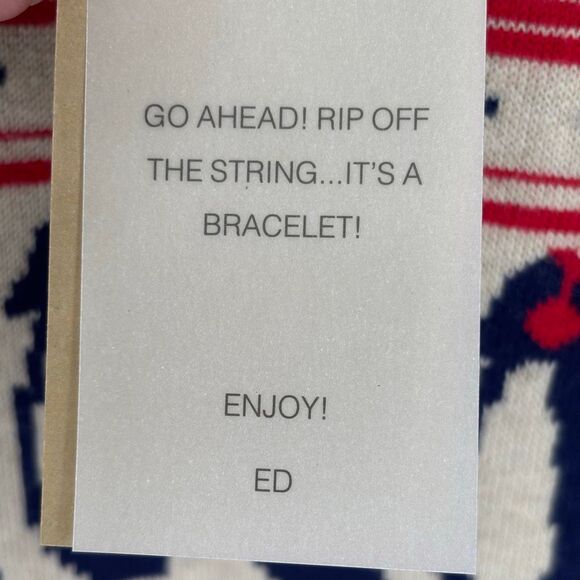 GO AHEAD! RIP OFF
THE STRING...IT'S A
BRACELET!
ENJOY!
ED